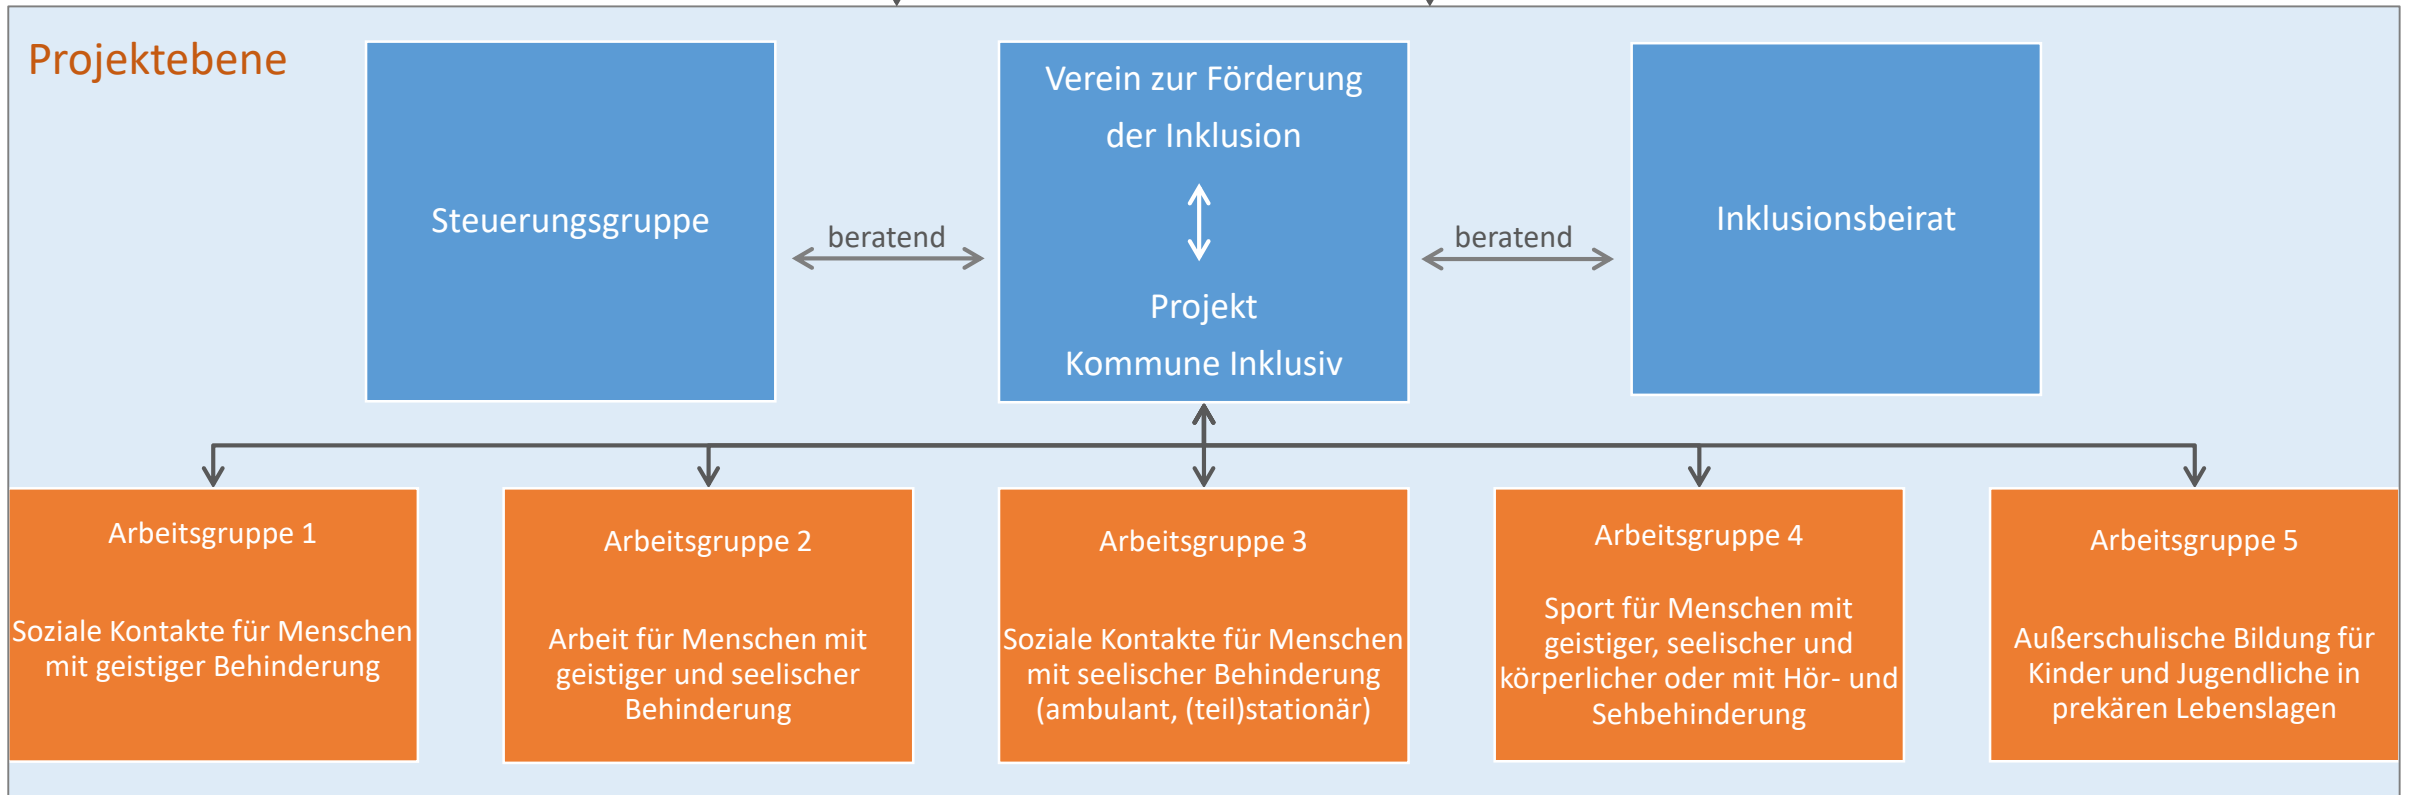 Projektebene
Steuerungsgruppe
beratend
Verein zur Förderung
der Inklusion
Projekt
Kommune Inklusiv
beratend
Inklusionsbeirat
Arbeitsgruppe 1
Soziale Kontakte für Menschen
mit geistiger Behinderung
Arbeitsgruppe 2
Arbeit für Menschen mit
geistiger und seelischer
Behinderung
Arbeitsgruppe 3
Soziale Kontakte für Menschen
mit seelischer Behinderung
(ambulant, (teil)stationär)
Arbeitsgruppe 4
Sport für Menschen mit
geistiger, seelischer und
körperlicher oder mit Hör- und
Sehbehinderung
Arbeitsgruppe 5
Außerschulische Bildung für
Kinder und Jugendliche in
prekären Lebenslagen